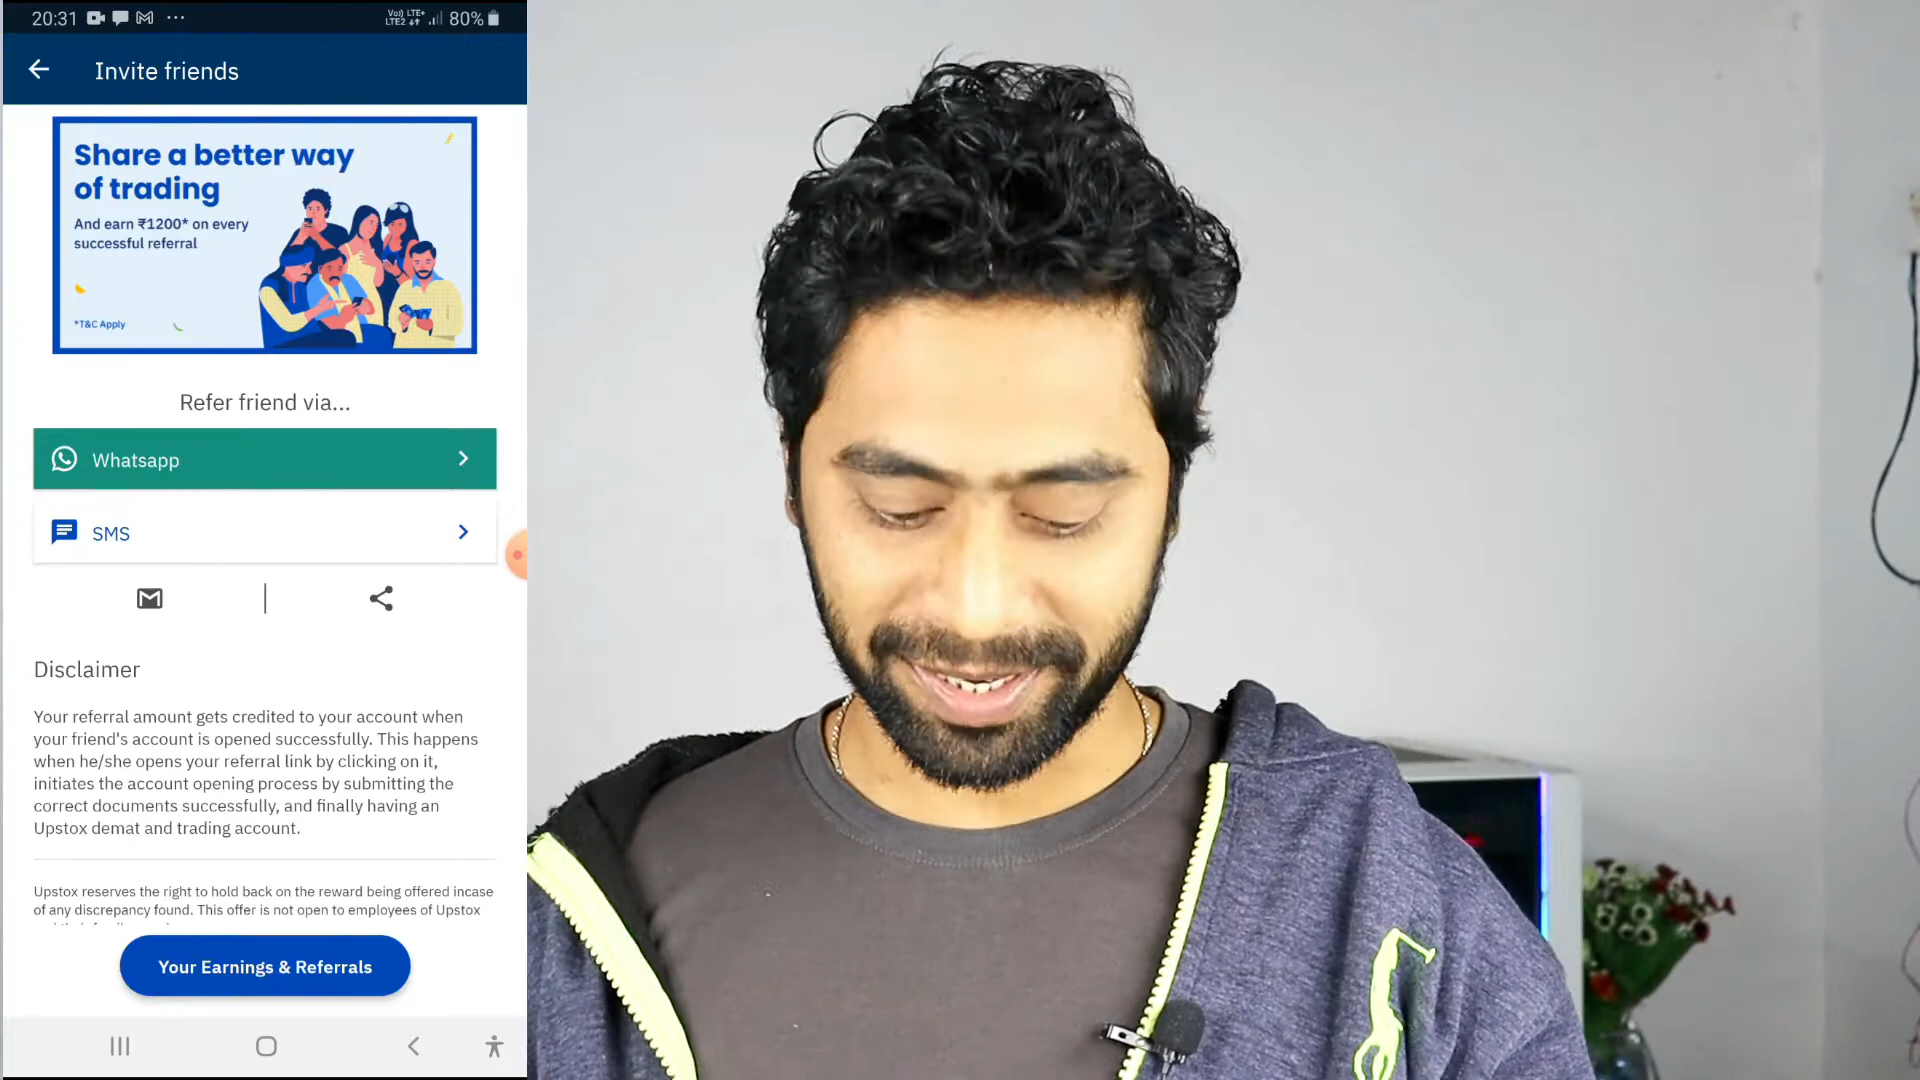 20:31
Vo)) LTE+
LTE2
80%
Invite friends
Share a better way
of trading
And earn ₹1200* on every
successful referral
*T&C Apply
Refer friend via...
Whatsapp
SMS
Disclaimer
Your referral amount gets credited to your account when
your friend's account is opened successfully. This happens
when he/she opens your referral link by clicking on it,
initiates the account opening process by submitting the
correct documents successfully, and finally having an
Upstox demat and trading account.
Upstox reserves the right to hold back on the reward being offered incase
of any discrepancy found. This offer is not open to employees of Upstox
Your Earnings & Referrals